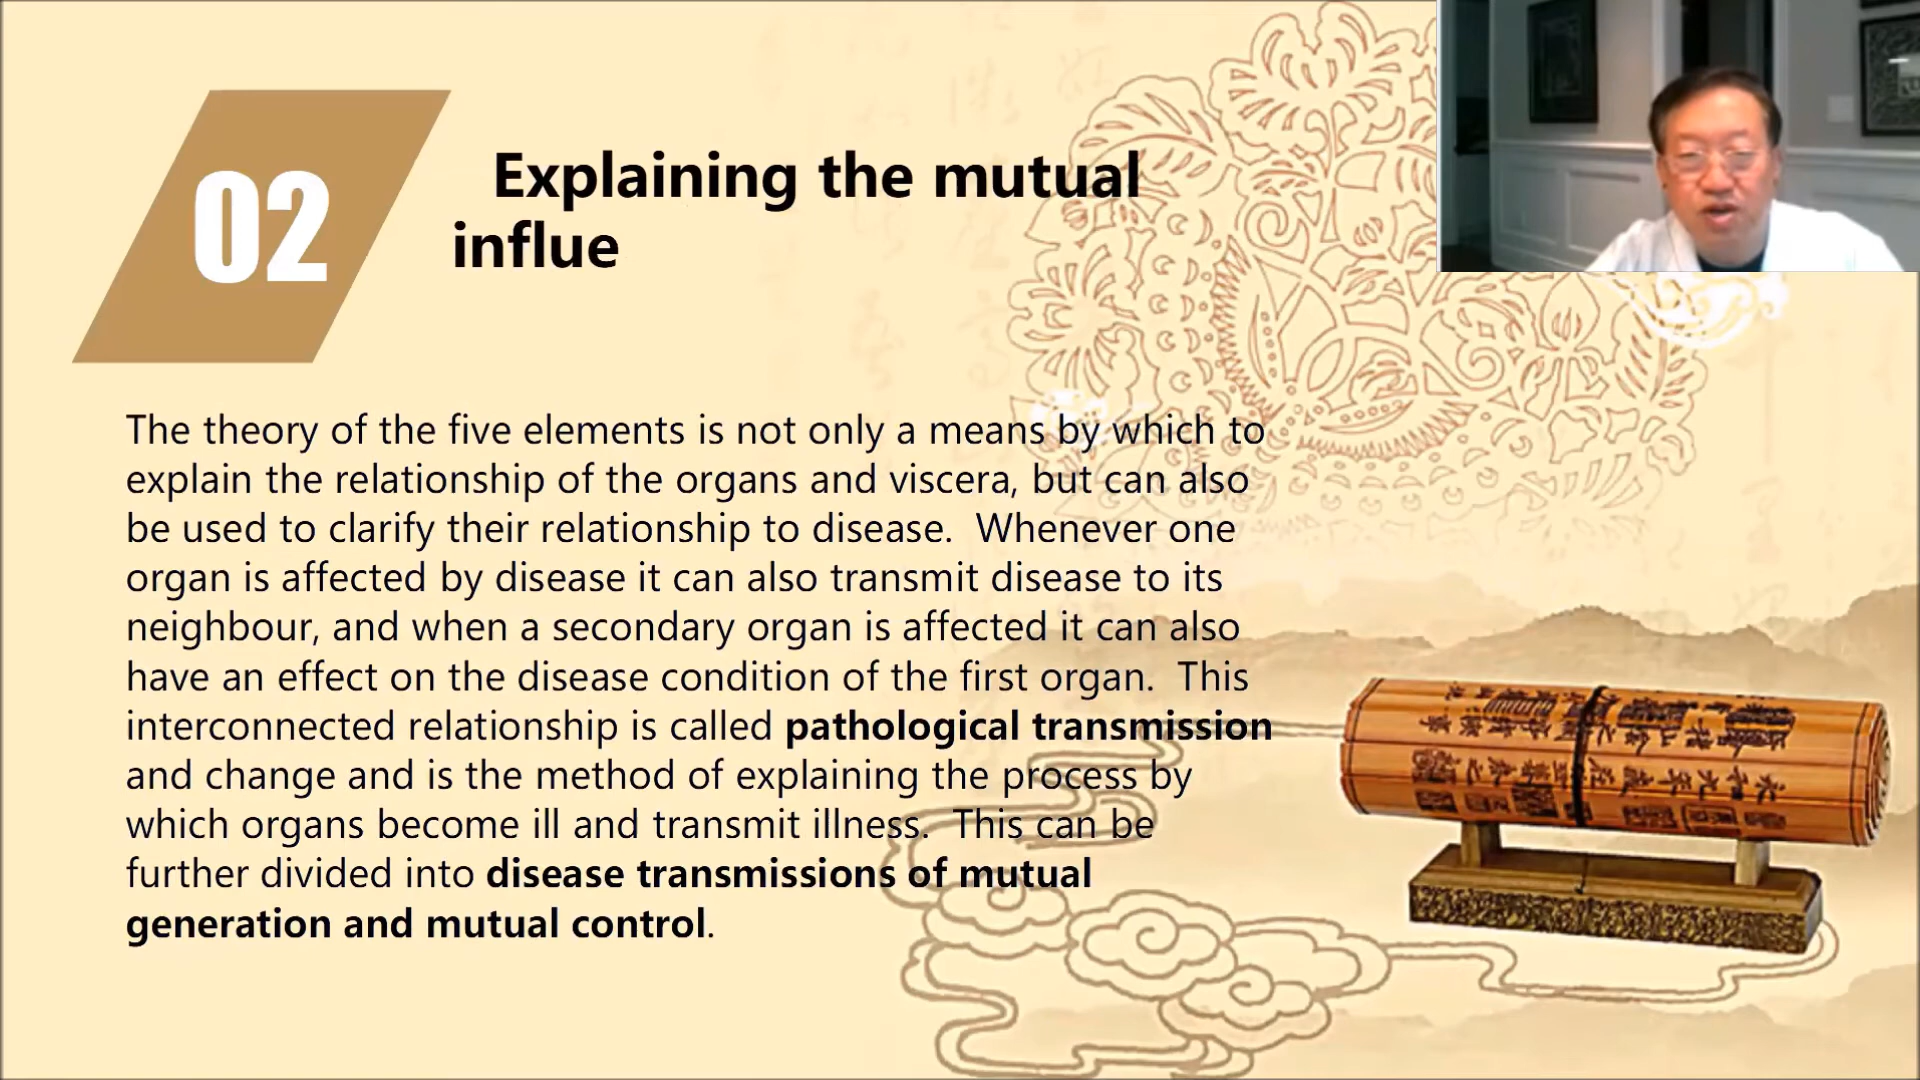 02
Explaining the mutual
influe
The theory of the five elements is not only a means by which to
explain the relationship of the organs and viscera, but can also
be used to clarify their relationship to disease.  Whenever one
organ is affected by disease it can also transmit disease to its
neighbour, and when a secondary organ is affected it can also
have an effect on the disease condition of the first organ.  This
interconnected relationship is called pathological transmission
and change and is the method of explaining the process by
which organs become ill and transmit illness.  This can be
further divided into disease transmissions of mutual
generation and mutual control.